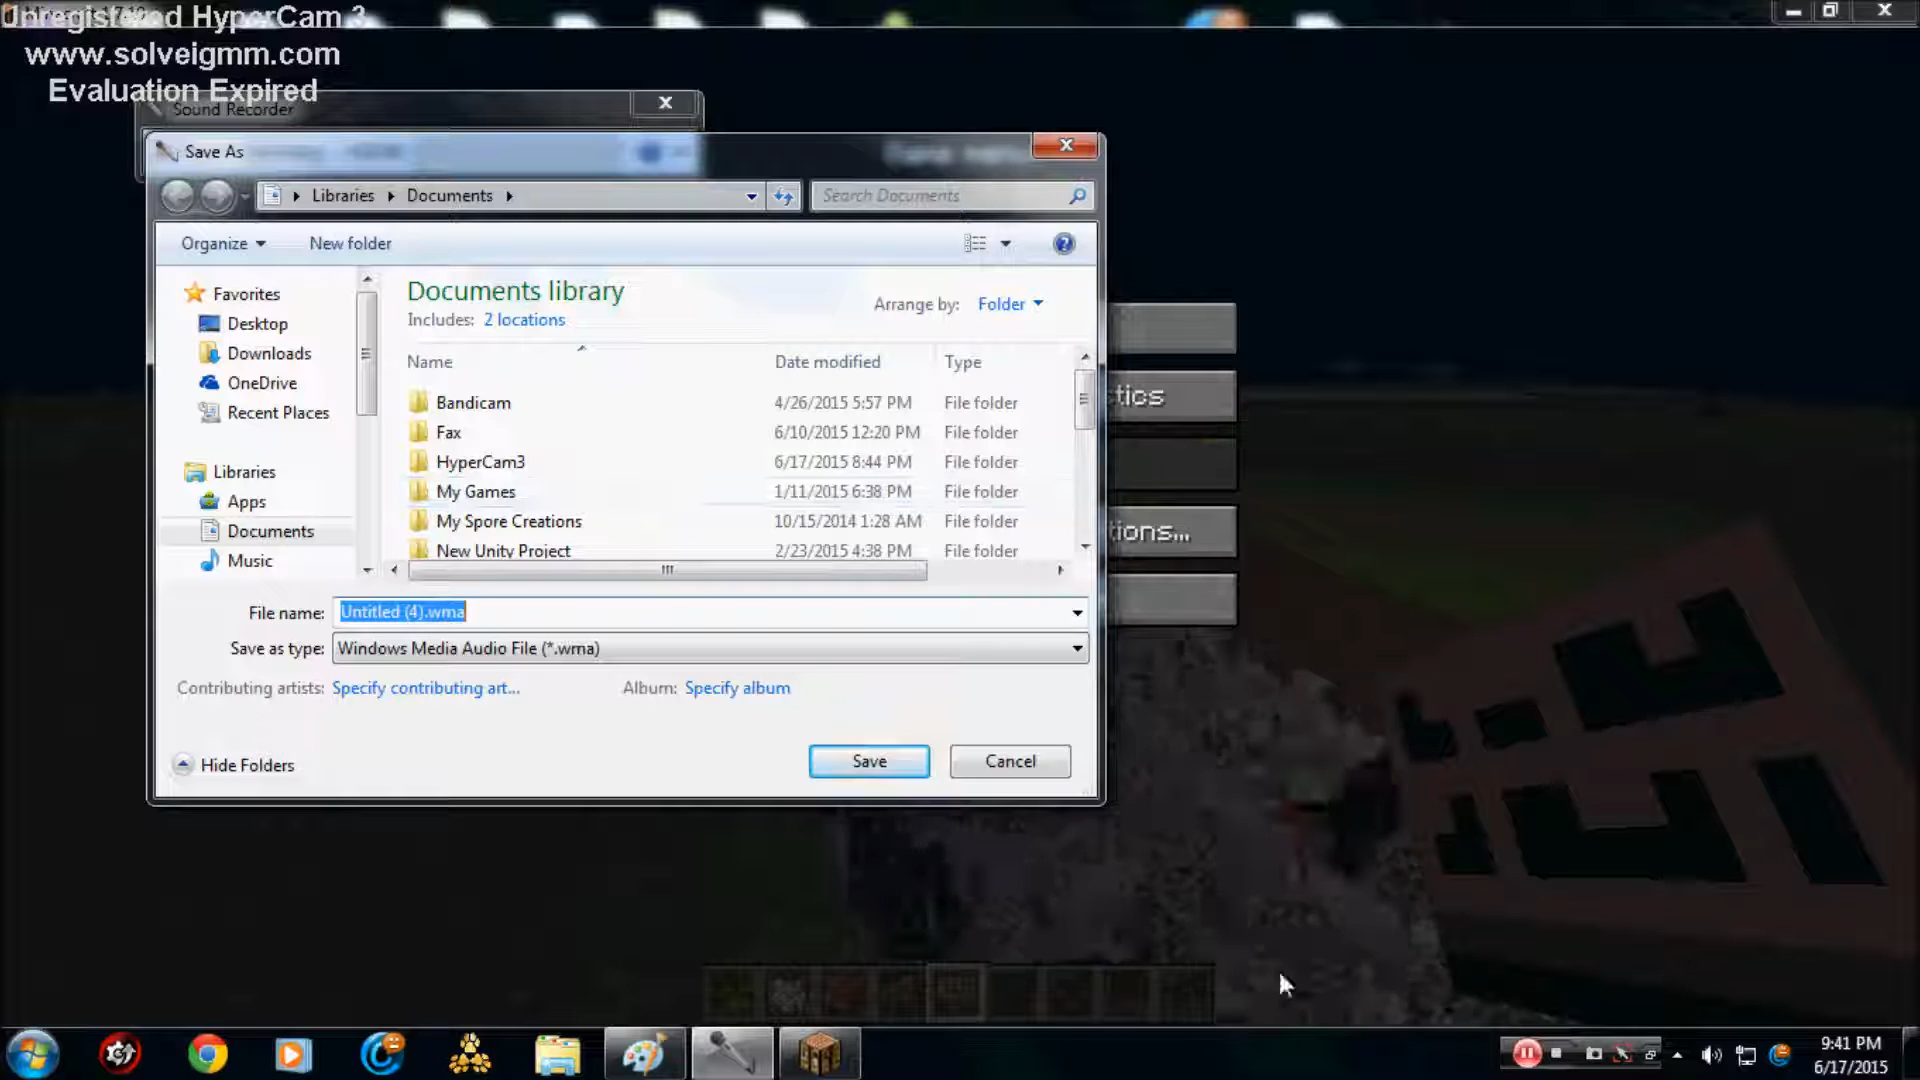 Unregistered HyperCam 3
www.solveigmm.com
Evaluation Expired
Sound Recorder
Save As
Libraries Documents
Search Documents
Organize New folder
Favorites
Desktop
Downloads
OneDrive
Recent Places
Libraries
Apps
Documents
Music
Documents library
Includes: 2 locations
Arrange by: Folder
Name Date modified Type
Bandicam 4/26/2015 5:57 PM File folder
Fax 6/10/2015 12:20 PM File folder
HyperCam3 6/17/2015 8:44 PM File folder
My Games 1/11/2015 6:38 PM File folder
My Spore Creations 10/15/2014 1:28 AM File folder
New Unity Project 2/23/2015 4:38 PM File folder
File name: Untitled (4).wma
Save as type: Windows Media Audio File (*.wma)
Contributing artists: Specify contributing art... Album: Specify album
Hide Folders
Save Cancel
tics
tions...
9:41 PM
6/17/2015